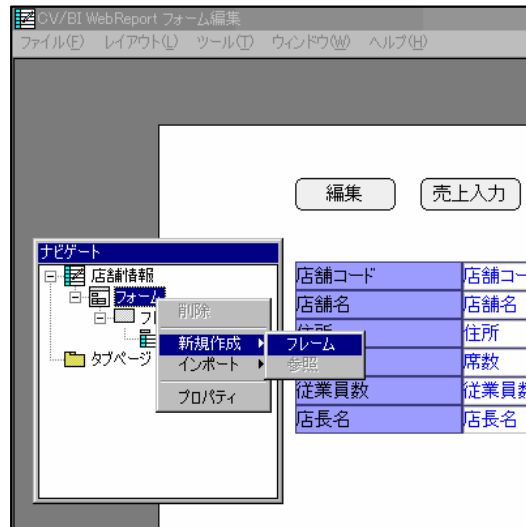 CV/BI WebReport フォーム編集
ファイル(F) レイアウト(L) ツール(T) ウィンドウ(W) ヘルプ(H)
編集 売上入力
ナビゲート
店舗情報
フォーム
フ
タブページ
削除
新規作成
インポート
プロパティ
フレーム
参照
店舗コード 店舗コー
店舗名 店舗名
住所 住所
席数
従業員数 従業員数
店長名 店長名